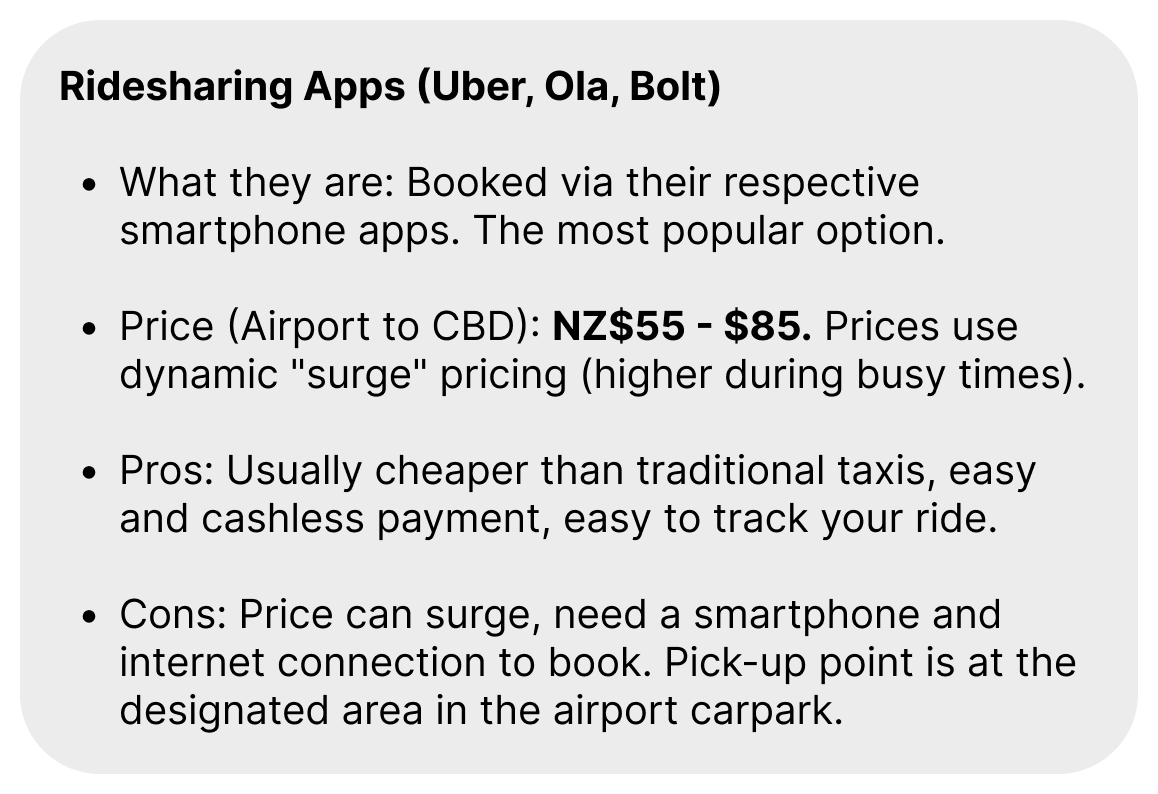 Ridesharing Apps (Uber, Ola, Bolt)
• What they are: Booked via their respective
smartphone apps. The most popular option.
• Price (Airport to CBD): NZ$55 - $85. Prices use
dynamic "surge" pricing (higher during busy times).
• Pros: Usually cheaper than traditional taxis, easy
and cashless payment, easy to track your ride.
• Cons: Price can surge, need a smartphone and
internet connection to book. Pick-up point is at the
designated area in the airport carpark.